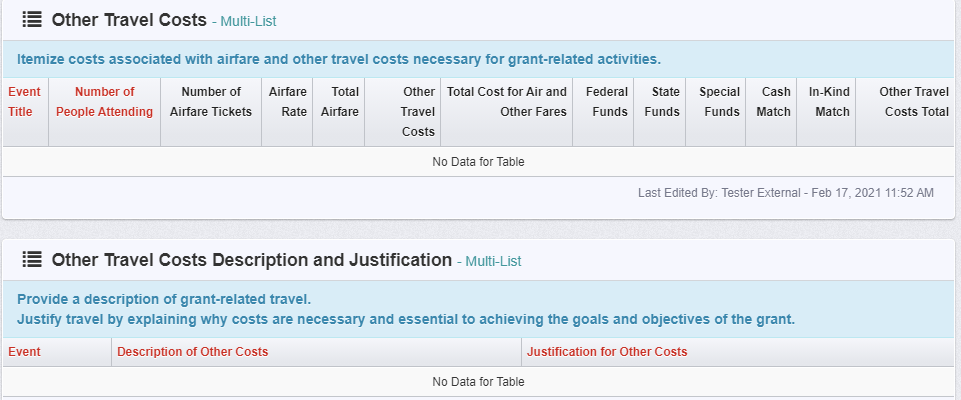 Other Travel Costs - Multi-List
Itemize costs associated with airfare and other travel costs necessary for grant-related activities.
Event Title Number of People Attending Number of Airfare Tickets Airfare Rate Total Airfare Other Travel Costs Total Cost for Air and Other Fares Federal Funds State Funds Special Funds Cash Match In-Kind Match Other Travel Costs Total
No Data for Table
Last Edited By: Tester External - Feb 17, 2021 11:52 AM
Other Travel Costs Description and Justification - Multi-List
Provide a description of grant-related travel.
Justify travel by explaining why costs are necessary and essential to achieving the goals and objectives of the grant.
Event Description of Other Costs Justification for Other Costs
No Data for Table